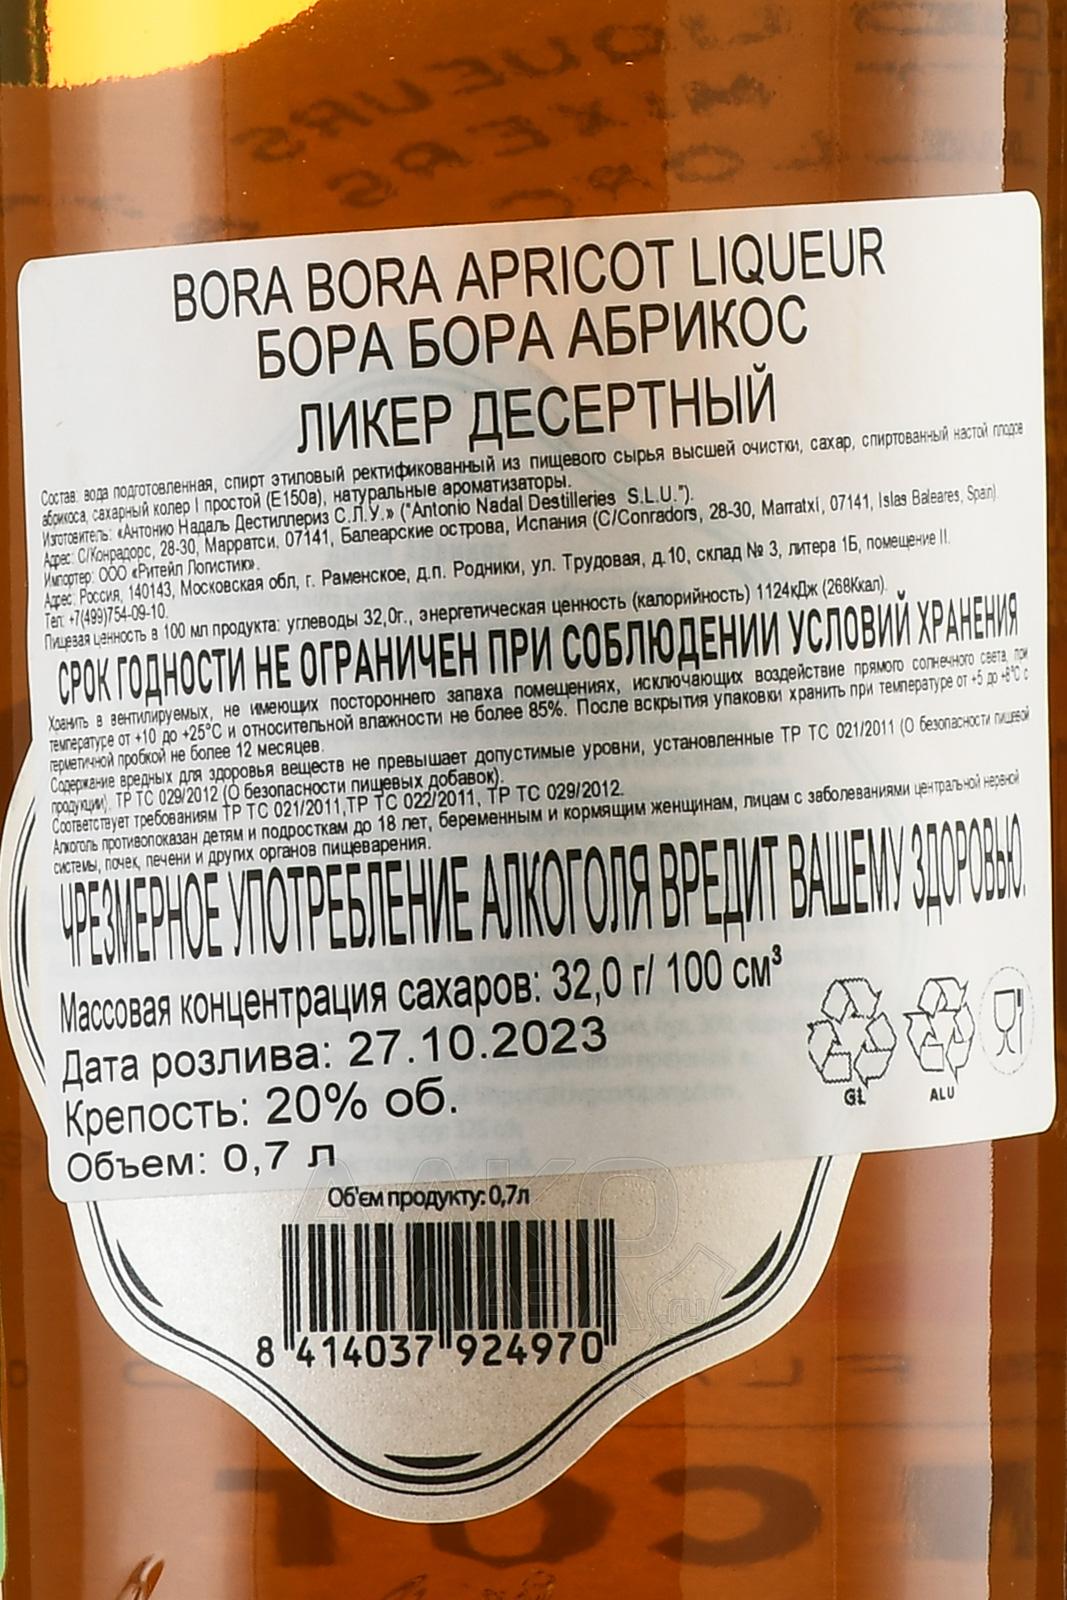 LIQUEURS
MIXERS
BORA BORA APRICOT LIQUEUR
БОРА БОРА АБРИКОС
ЛИКЕР ДЕСЕРТНЫЙ
Состав: вода подготовленная, спирт этиловый ректификованный из пищевого сырья высшей очистки, сахар, спиртованный настой плодов
абрикоса, сахарный колер I простой (Е150а), натуральные ароматизаторы.
Изготовитель: «Антонио Надаль Дестиллериз С.Л.У.» ("Antonio Nadal Destilleries S.L.U.").
Адрес: С/Конрадорс, 28-30, Марратси, 07141, Балеарские острова, Испания (C/Conradors, 28-30, Marratxi, 07141, Islas Baleares, Spain)
Импортер: ООО «Ритейл Логистик».
Адрес: Россия, 140143, Московская обл, г. Раменское, д.п. Родники, ул. Трудовая, д.10, склад № 3, литера 1Б, помещение II.
Тел: +7(499)754-09-10.
Пищевая ценность в 100 мл продукта: углеводы 32,0г., энергетическая ценность (калорийность) 1124кДж (268Ккал).
СРОК ГОДНОСТИ НЕ ОГРАНИЧЕН ПРИ СОБЛЮДЕНИИ УСЛОВИЙ ХРАНЕНИЯ
Хранить в вентилируемых, не имеющих постороннего запаха помещениях, исключающих воздействие прямого солнечного света, при
температуре от +10 до +25°С и относительной влажности не более 85%. После вскрытия упаковки хранить при температуре от +5 до +8°С с
герметичной пробкой не более 12 месяцев.
Содержание вредных для здоровья веществ не превышает допустимые уровни, установленные ТР ТС 021/2011 (О безопасности пищевой
продукции), ТР ТС 029/2012 (О безопасности пищевых добавок).
Соответствует требованиям ТР ТС 021/2011,ТР ТС 022/2011, ТР ТС 029/2012.
Алкоголь противопоказан детям и подросткам до 18 лет, беременным и кормящим женщинам, лицам с заболеваниями центральной нервной
системы, почек, печени и других органов пищеварения.
ЧРЕЗМЕРНОЕ УПОТРЕБЛЕНИЕ АЛКОГОЛЯ ВРЕДИТ ВАШЕМУ ЗДОРОВЬЮ.
Массовая концентрация сахаров: 32,0 г/ 100 см³
Дата розлива: 27.10.2023
Крепость: 20% об.
Объем: 0,7 л
GL
ALU
Об'єм продукту: 0,7л
8 414037 924970